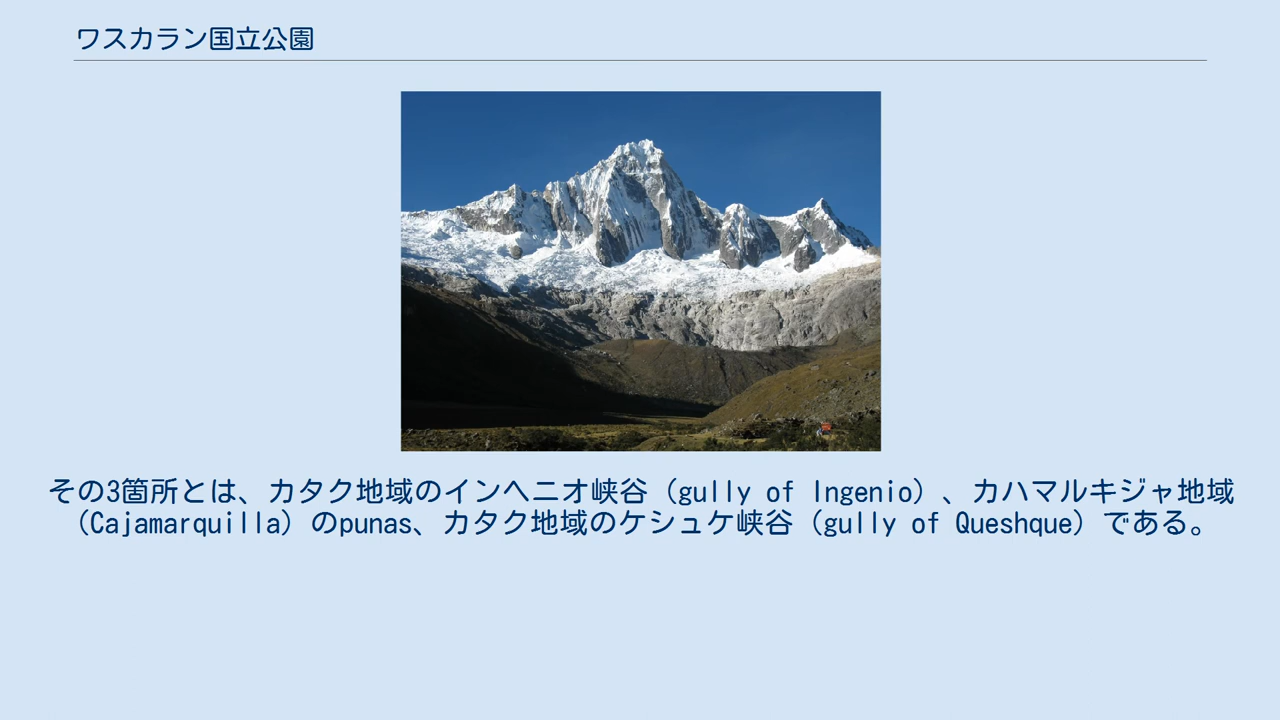 ワスカラン国立公園
その3箇所とは、カタク地域のインヘニオ峡谷（gully of Ingenio）、カハマルキジャ地域
（Cajamarquilla）のpunas、カタク地域のケシュケ峡谷（gully of Queshque）である。